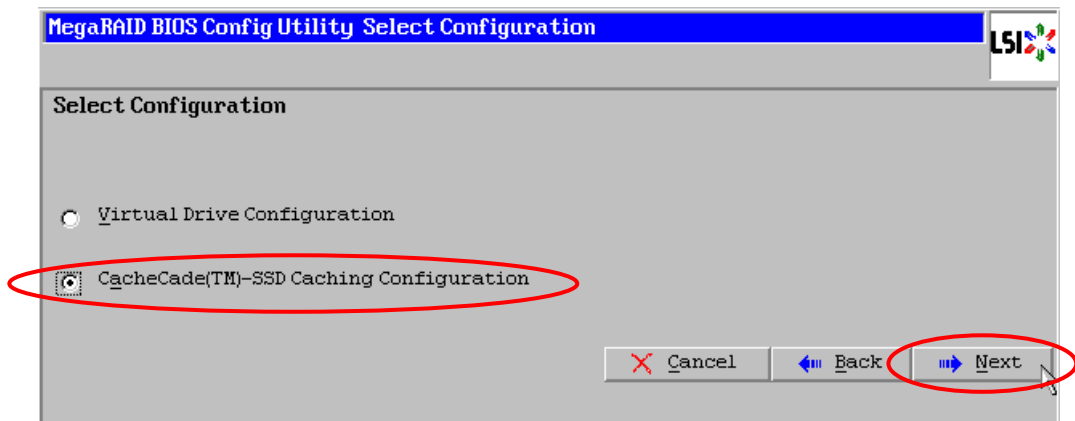 MegaRAID BIOS Config Utility Select Configuration
LSI
Select Configuration
Virtual Drive Configuration
CacheCade(TM)-SSD Caching Configuration
Cancel
Back
Next